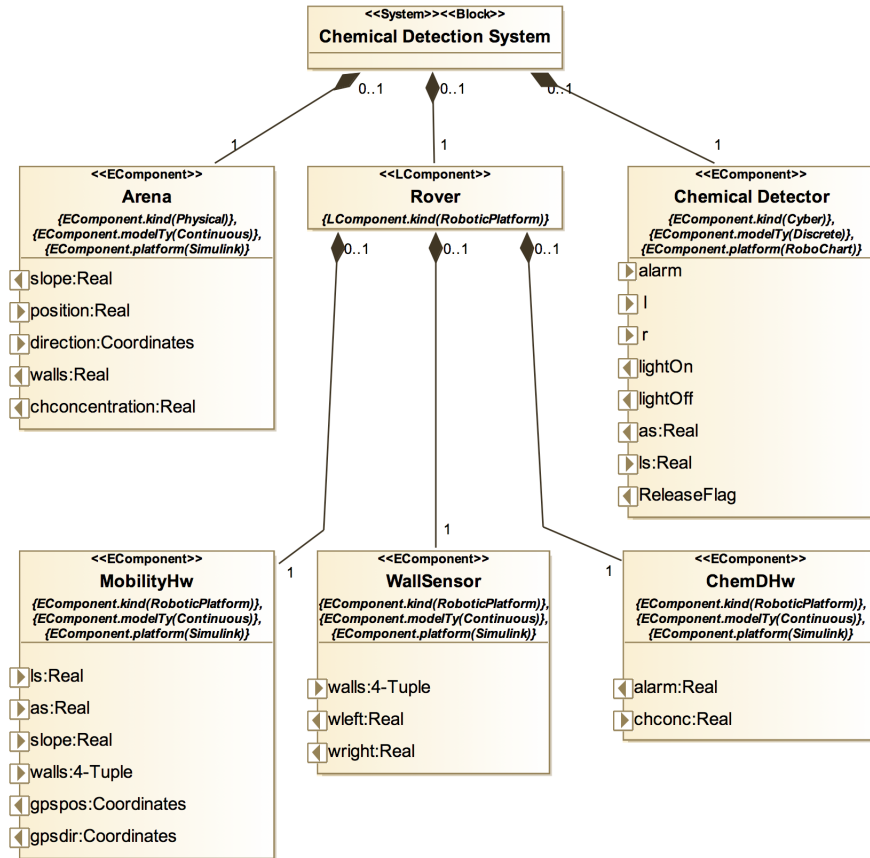 <<System>><<Block>>
Chemical Detection System
0..1
0..1
0..1
1
1
1
<<EComponent>>
Arena
{EComponent.kind(Physical)},
{EComponent.modelTy(Continuous)},
{EComponent.platform(Simulink)}
slope:Real
position:Real
direction:Coordinates
walls:Real
chconcentration:Real
<<LComponent>>
Rover
{LComponent.kind(RoboticPlatform)}
0..1
0..1
0..1
<<EComponent>>
Chemical Detector
{EComponent.kind(Cyber)},
{EComponent.modelTy(Discrete)},
{EComponent.platform(RoboChart)}
alarm
l
r
lightOn
lightOff
as:Real
ls:Real
ReleaseFlag
1
1
1
<<EComponent>>
MobilityHw
{EComponent.kind(RoboticPlatform)},
{EComponent.modelTy(Continuous)},
{EComponent.platform(Simulink)}
ls:Real
as:Real
slope:Real
walls:4-Tuple
gpspos:Coordinates
gpsdir:Coordinates
<<EComponent>>
WallSensor
{EComponent.kind(RoboticPlatform)},
{EComponent.modelTy(Continuous)},
{EComponent.platform(Simulink)}
walls:4-Tuple
wleft:Real
wright:Real
<<EComponent>>
ChemDHw
{EComponent.kind(RoboticPlatform)},
{EComponent.modelTy(Continuous)},
{EComponent.platform(Simulink)}
alarm:Real
chconc:Real